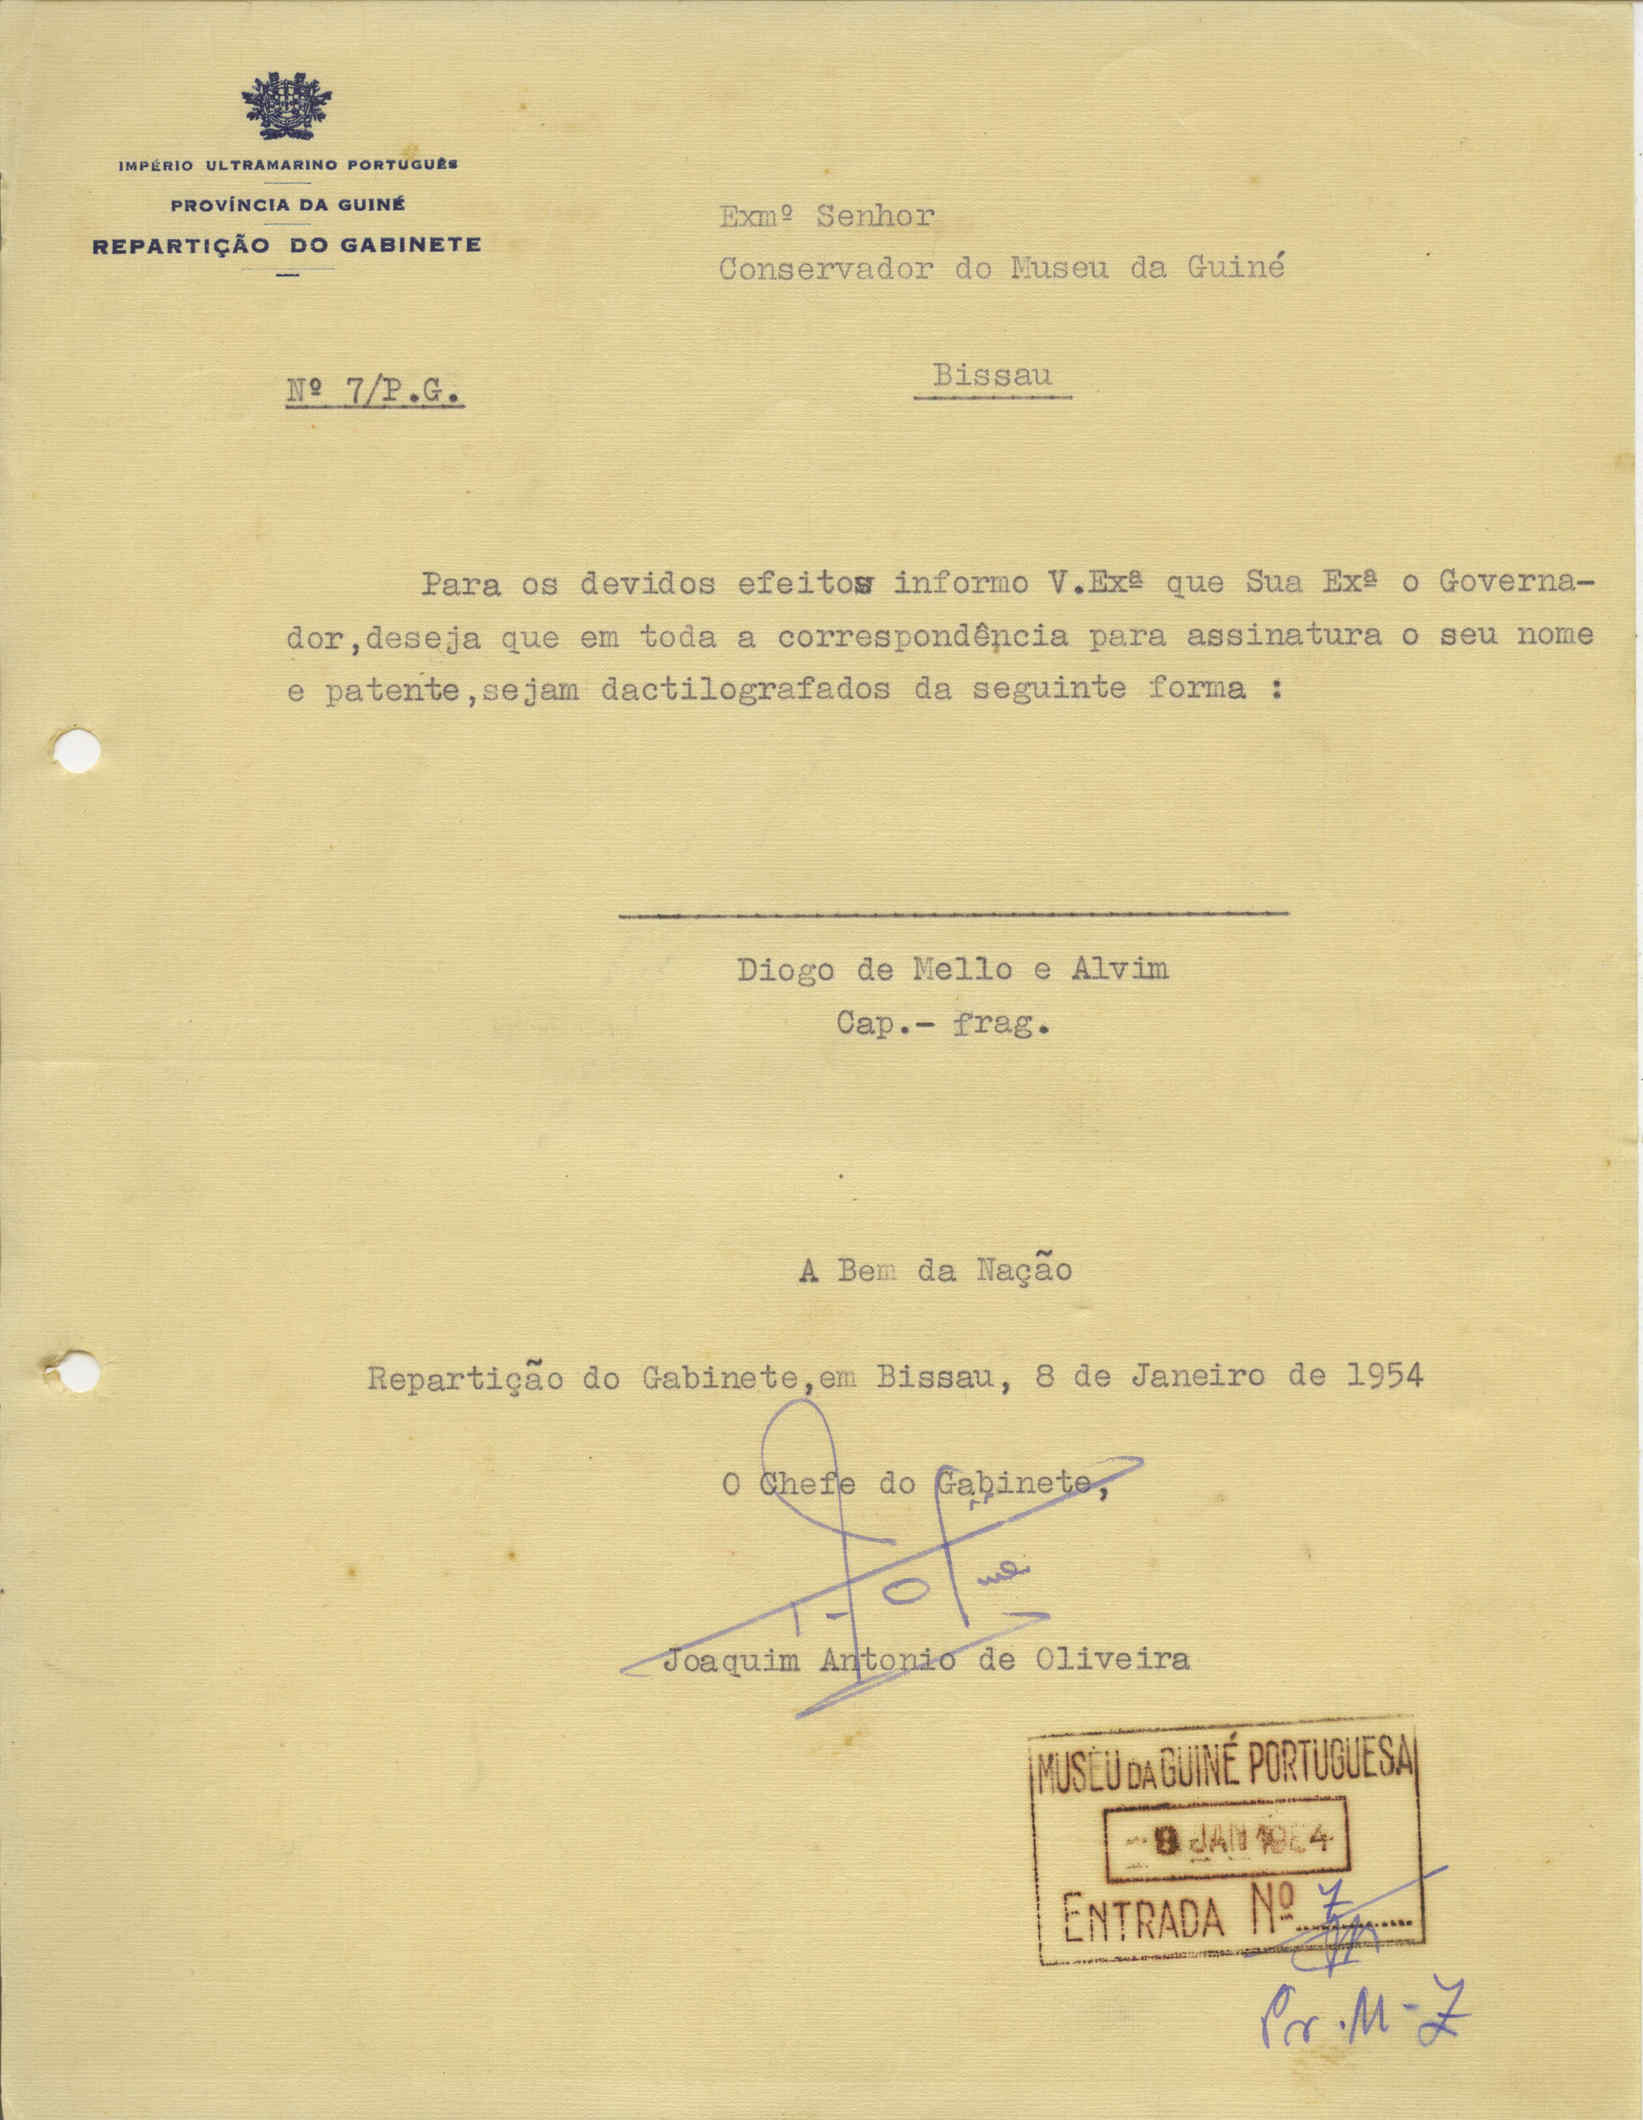 IMPÉRIO ULTRAMARINO PORTUGUÊS
PROVÍNCIA DA GUINÉ
REPARTIÇÃO DO GABINETE
Exmº Senhor
Conservador do Museu da Guiné
Bissau
Nº 7/P.G.
Para os devidos efeitos informo V.Exª que Sua Exª o Governa-
dor,deseja que em toda a correspondência para assinatura o seu nome
e patente,sejam dactilografados da seguinte forma :
Diogo de Mello e Alvim
Cap.- frag.
A Bem da Nação
Repartição do Gabinete,em Bissau, 8 de Janeiro de 1954
O Chefe do Gabinete,
Joaquim Antonio de Oliveira
MUSEU DA GUINÉ PORTUGUESA
JAN
ENTRADA Nº 7
Pr. M-7